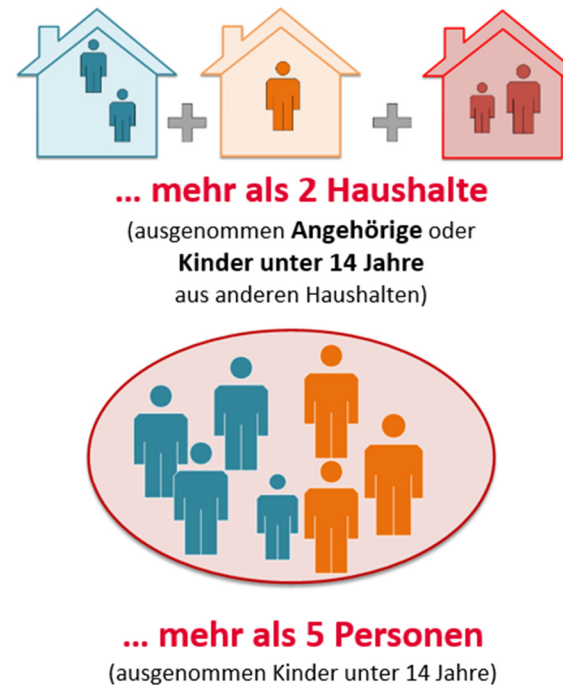 ... mehr als 2 Haushalte
(ausgenommen Angehörige oder
Kinder unter 14 Jahre
aus anderen Haushalten)
... mehr als 5 Personen
(ausgenommen Kinder unter 14 Jahre)